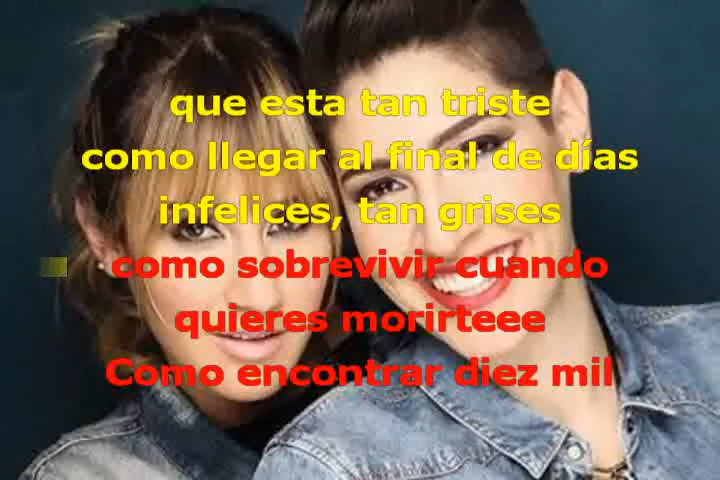 que esta tan triste
como llegar al final de días
infelices, tan grises
como sobrevivir cuando
quieres morirteee
Como encontrar diez mil